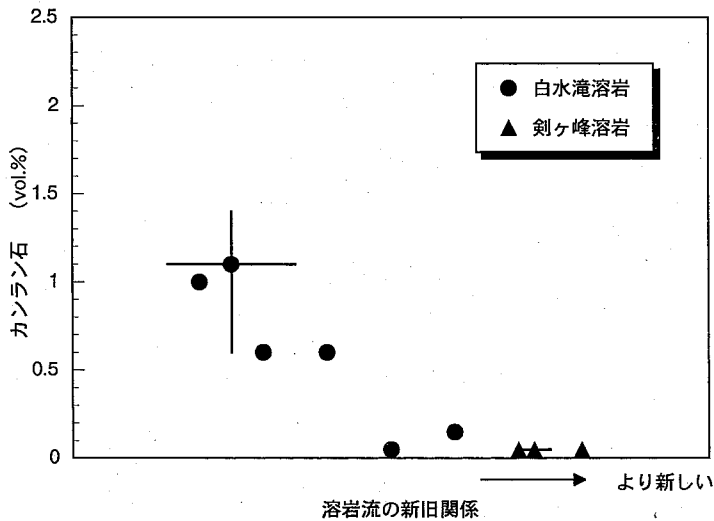 2.5
2
1.5
1
0.5
0
カンラン石 (vol.%)
白水滝溶岩
剣ヶ峰溶岩
より新しい
溶岩流の新旧関係